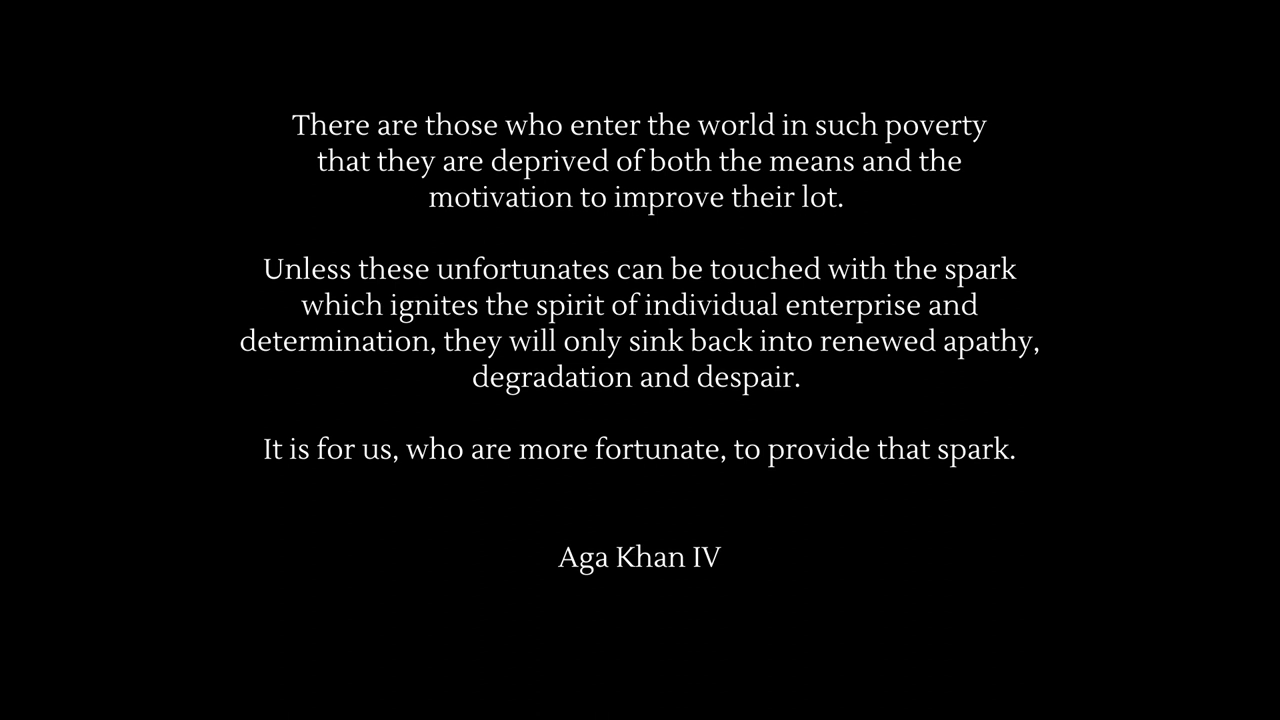 There are those who enter the world in such poverty
that they are deprived of both the means and the
motivation to improve their lot.
Unless these unfortunates can be touched with the spark
which ignites the spirit of individual enterprise and
determination, they will only sink back into renewed apathy,
degradation and despair.
It is for us, who are more fortunate, to provide that spark.
Aga Khan IV